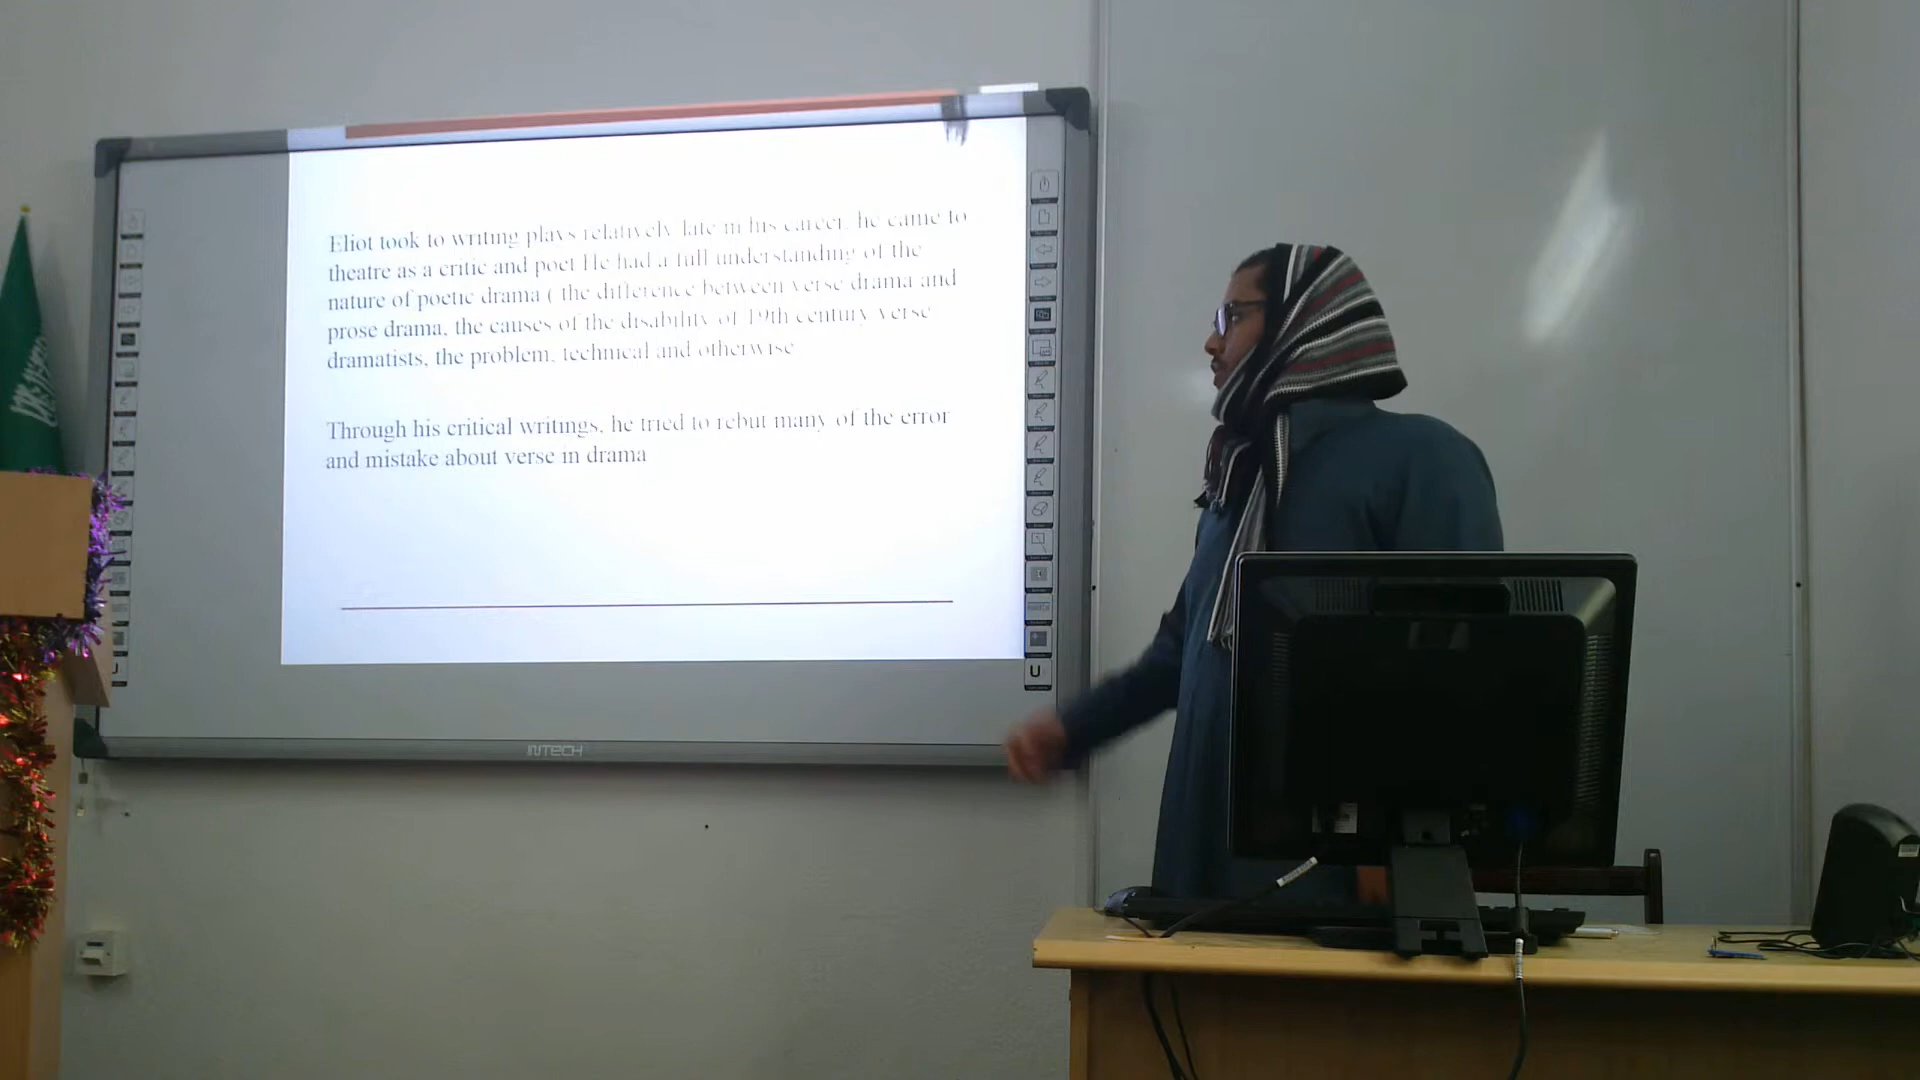 Eliot took to writing plays relatively late in his career. he came to
theatre as a critic and poet He had a full understanding of the
nature of poetic drama ( the difference between verse drama and
prose drama, the causes of the disability of 19th century verse
dramatists, the problem, technical and otherwise
Through his critical writings, he tried to rebut many of the error
and mistake about verse in drama
INTECH
U
U